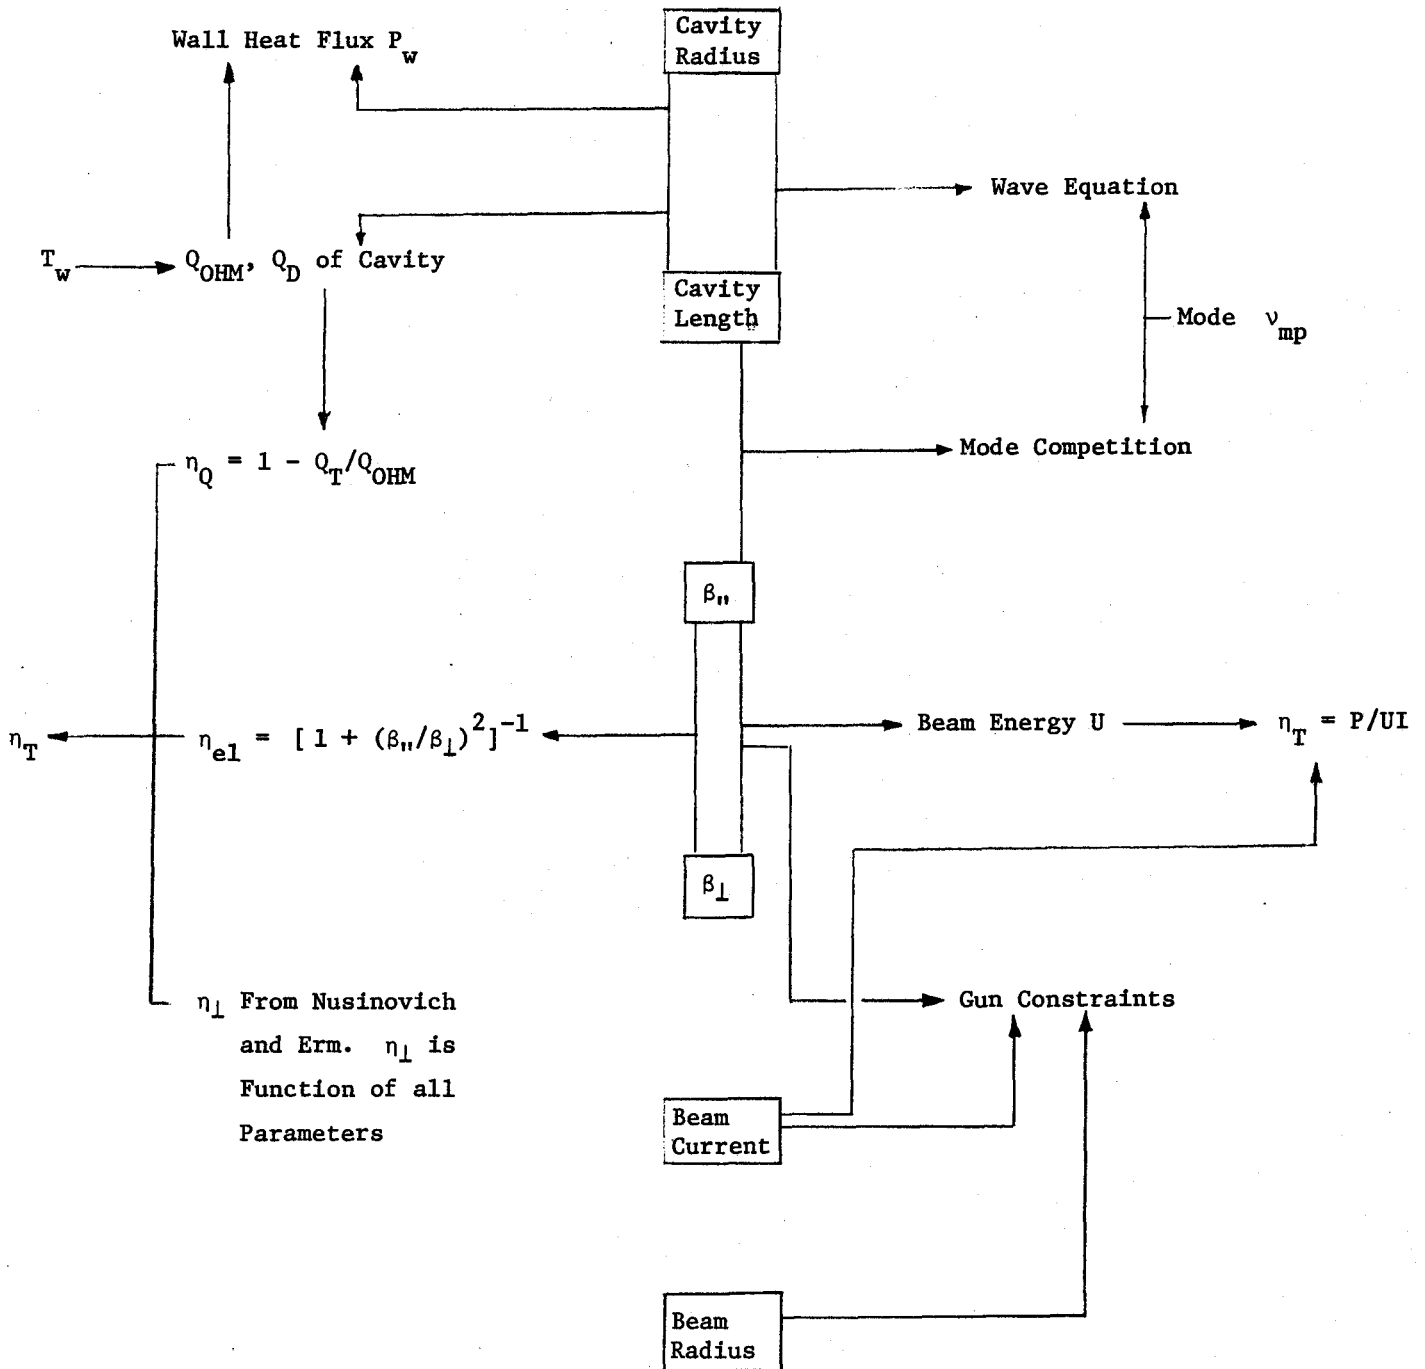 Cavity
Radius
Wall Heat Flux P_w
Wave Equation
T_w
Q_OHM, Q_D of Cavity
Cavity
Length
Mode ν_mp
Mode Competition
η_Q = 1 - Q_T/Q_OHM
β_"
η_T
η_el = [ 1 + (β_"/β_⊥)^2]^-1
Beam Energy U
η_T = P/UI
β_⊥
η_⊥ From Nusinovich
and Erm. η_⊥ is
Function of all
Parameters
Gun Constraints
Beam
Current
Beam
Radius